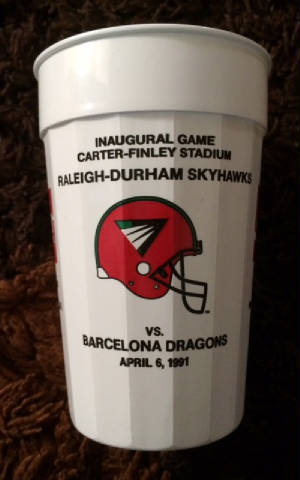 INAUGURAL GAME
CARTER-FINLEY STADIUM
RALEIGH-DURHAM SKYHAWKS
VS.
BARCELONA DRAGONS
APRIL 6, 1991